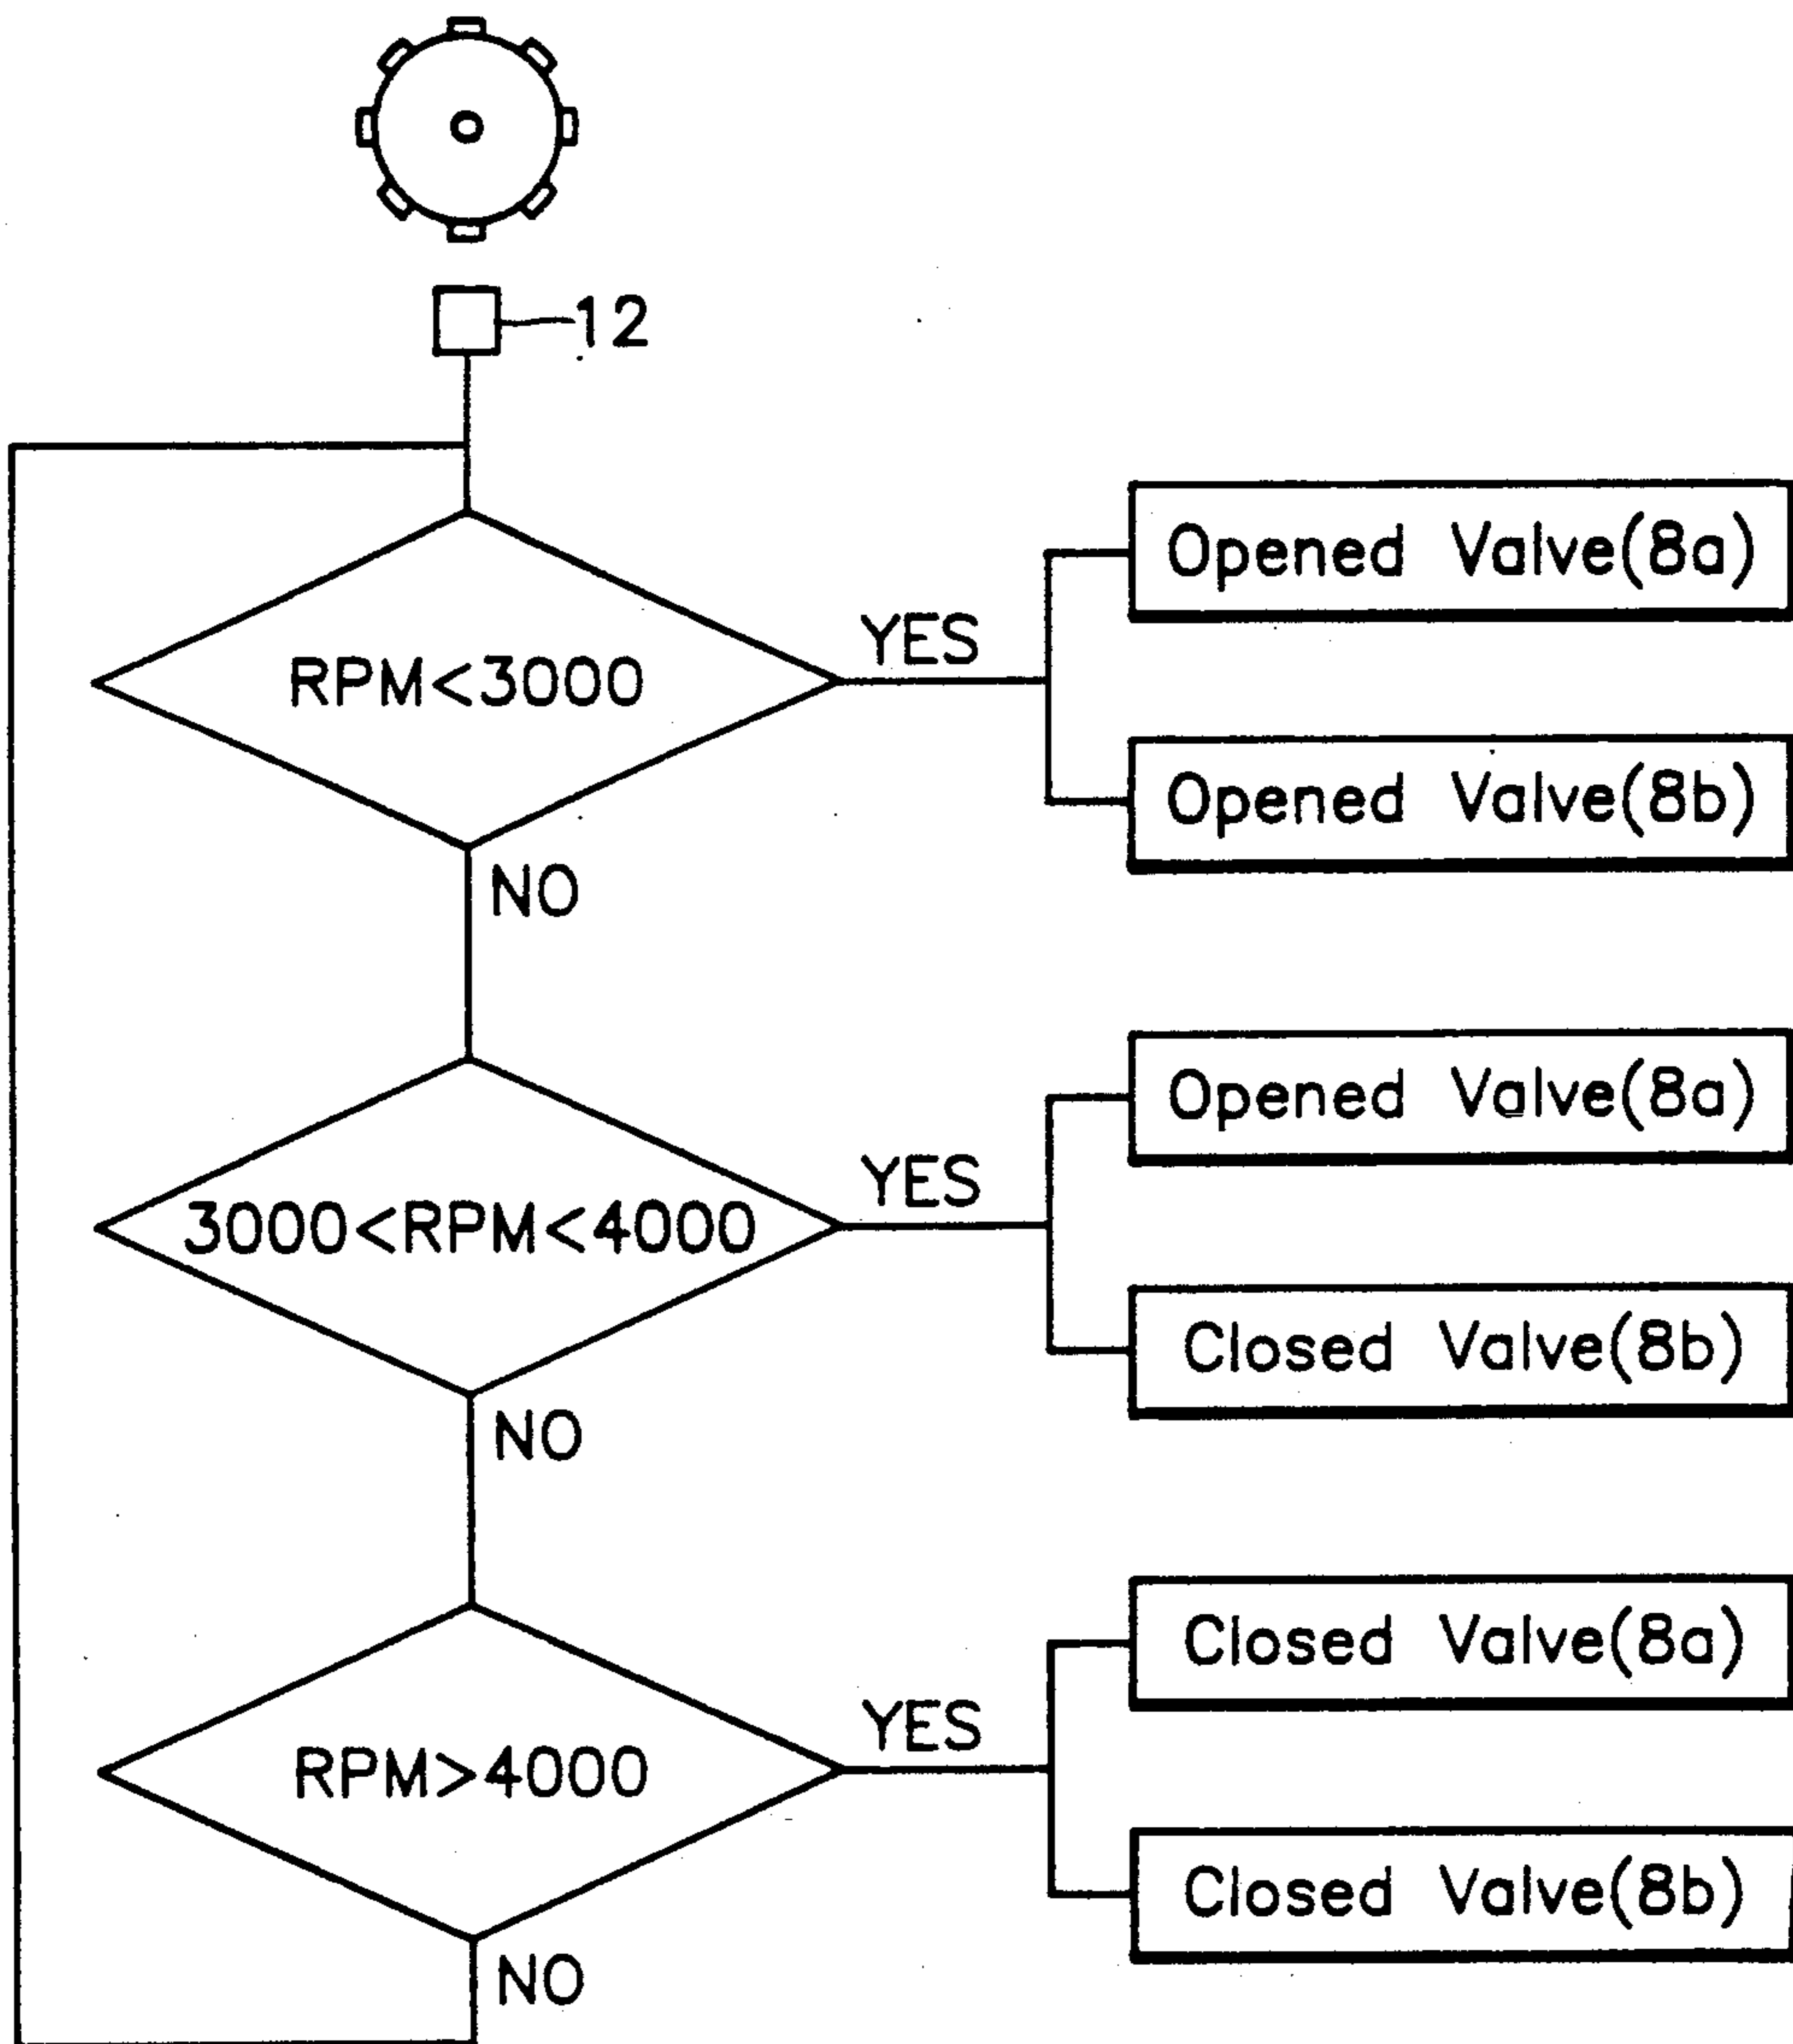 12
Opened Valve(8a)
RPM<3000
YES
Opened Valve(8b)
NO
Opened Valve(8a)
3000<RPM<4000
YES
Closed Valve(8b)
NO
Closed Valve(8a)
RPM>4000
YES
Closed Valve(8b)
NO